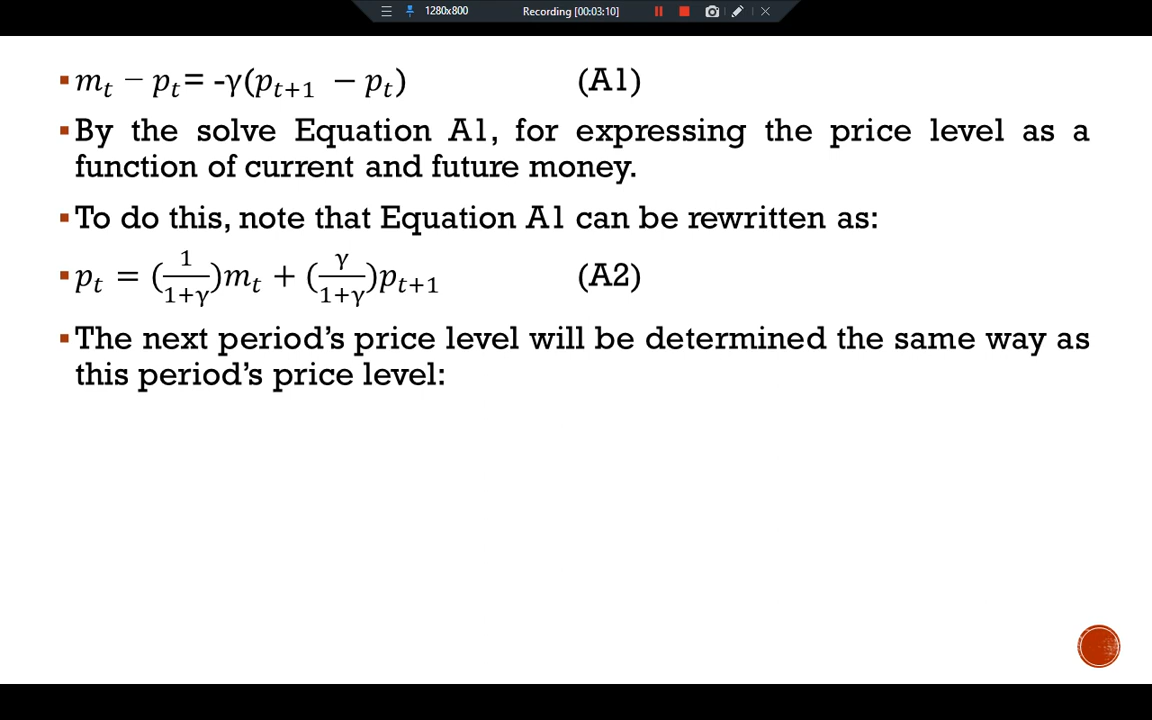 1280x800
Recording [00:03:10]
▪ m_t − p_t= -γ(p_{t+1} − p_t) (A1)
▪ By the solve Equation A1, for expressing the price level as a
function of current and future money.
▪ To do this, note that Equation A1 can be rewritten as:
▪ p_t = (1/1+γ)m_t + (γ/1+γ)p_{t+1} (A2)
▪ The next period’s price level will be determined the same way as
this period’s price level: